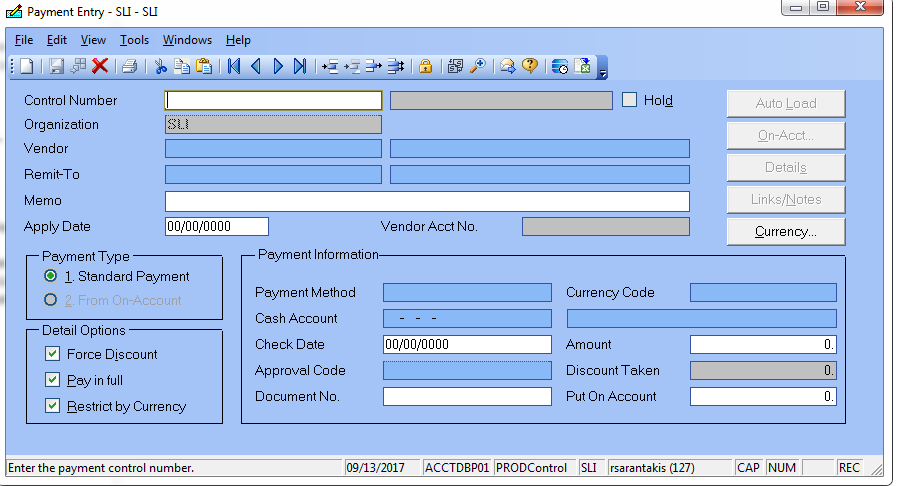 Payment Entry - SLI - SLI
File Edit View Tools Windows Help
Control Number Hold Auto Load
Organization SLI
On-Acct...
Vendor
Remit-To Details
Memo Links/Notes
Apply Date 00/00/0000 Vendor Acct No. Currency...
Payment Type
1. Standard Payment
2. From On-Account
Detail Options
Force Discount
Pay in full
Restrict by Currency
Payment Information
Payment Method Currency Code
Cash Account - - -
Check Date 00/00/0000 Amount 0.
Approval Code Discount Taken 0.
Document No. Put On Account 0.
Enter the payment control number. 09/13/2017 ACCTDBP01 PRODControl SLI rsarantakis (127) CAP NUM REC